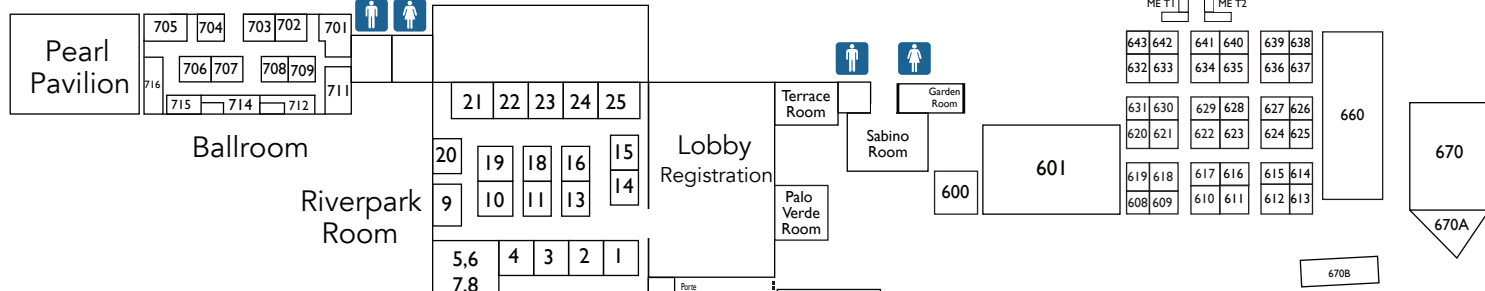 ME T1 ME T2
705 704 703 702 701
643 642 641 640 639 638
Pearl
Pavilion
706 707 708 709
632 633 634 635 636 637
716
711
715 714 712
21 22 23 24 25
Terrace
Room
Garden
Room
631 630 629 628 627 626
660
620 621 622 623 624 625
Ballroom
Lobby
Registration
Sabino
Room
670
20
19 18 16 15
14
601
619 618 617 616 615 614
600
9
10 11 13
608 609 610 611 612 613
Riverpark
Room
Palo
Verde
Room
670A
5,6
7,8
4 3 2 1
670B
Porte